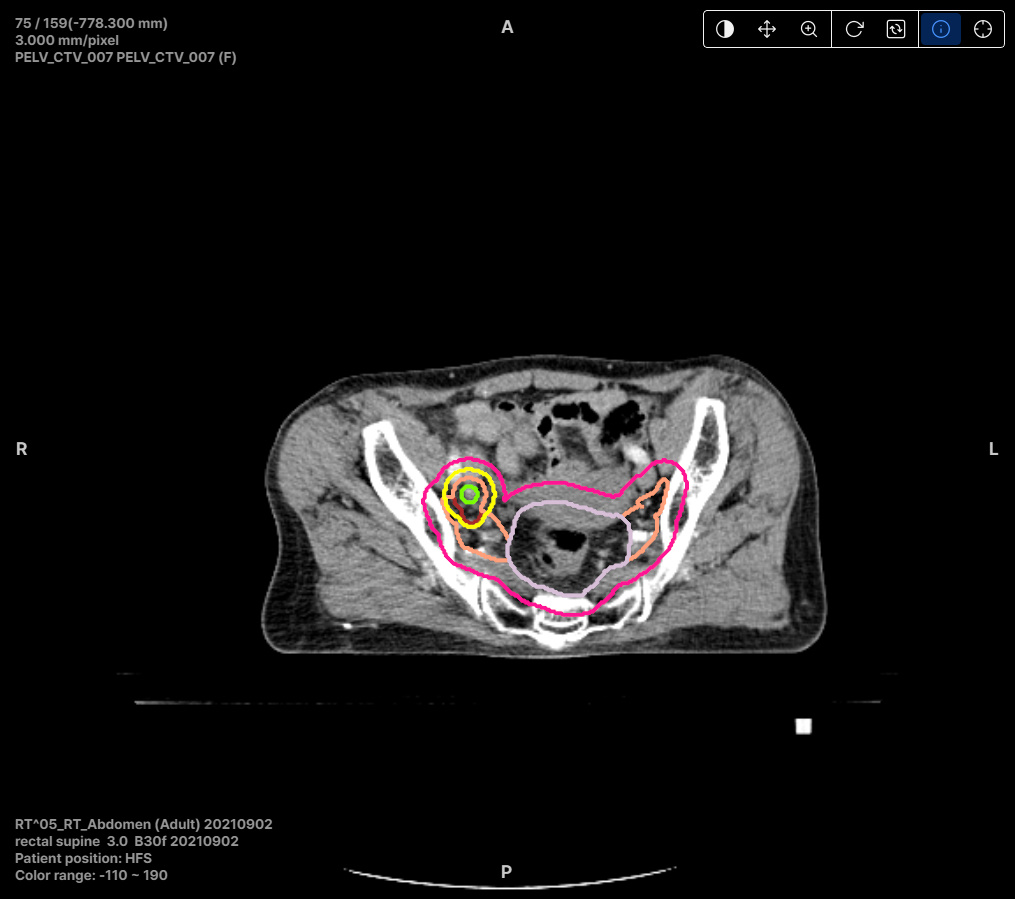 75 / 159(-778.300 mm)
3.000 mm/pixel
PELV_CTV_007 PELV_CTV_007 (F)
A
R
L
RT^05_RT_Abdomen (Adult) 20210902
rectal supine  3.0  B30f 20210902
Patient position: HFS
Color range: -110 ~ 190
P